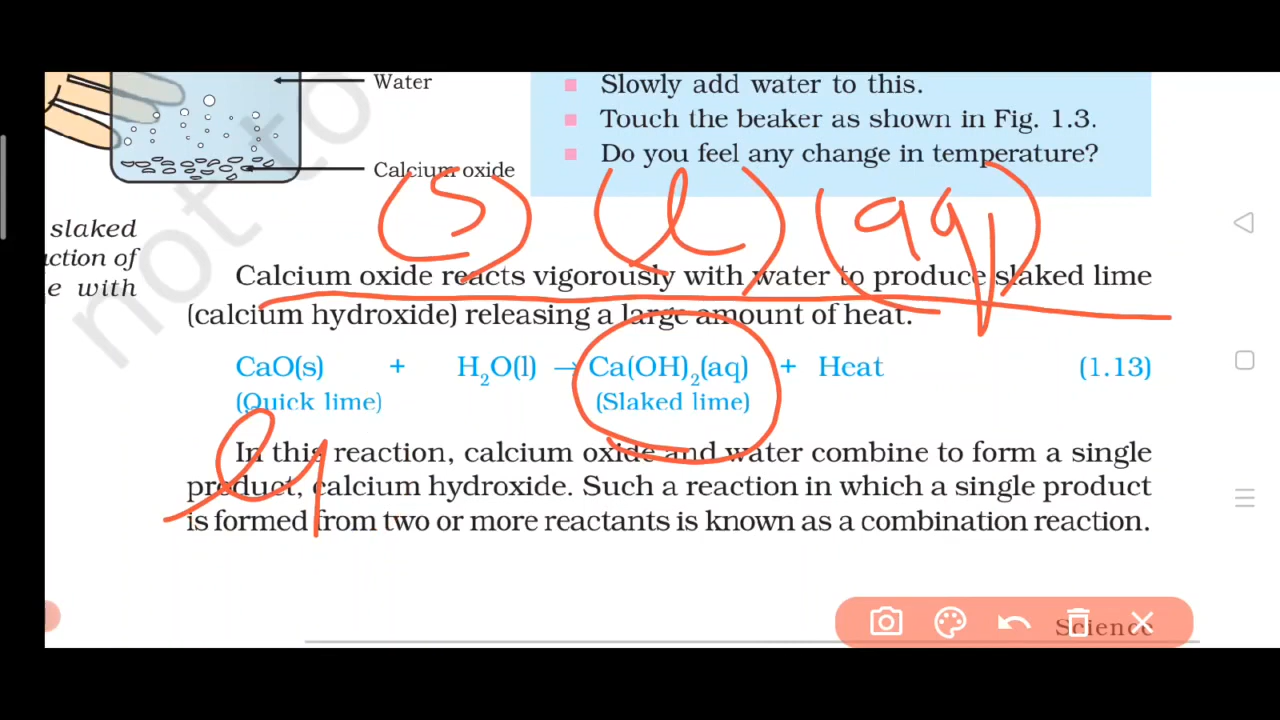 Water
Calcium oxide
Slowly add water to this.
Touch the beaker as shown in Fig. 1.3.
Do you feel any change in temperature?
slaked
ction of
e with
not to
(s) (l) (aq)
Calcium oxide reacts vigorously with water to produce slaked lime
(calcium hydroxide) releasing a large amount of heat.
CaO(s) + H₂O(l) → Ca(OH)₂(aq) + Heat (1.13)
(Quick lime) (Slaked lime)
In this reaction, calcium oxide and water combine to form a single
product, calcium hydroxide. Such a reaction in which a single product
is formed from two or more reactants is known as a combination reaction.
Science